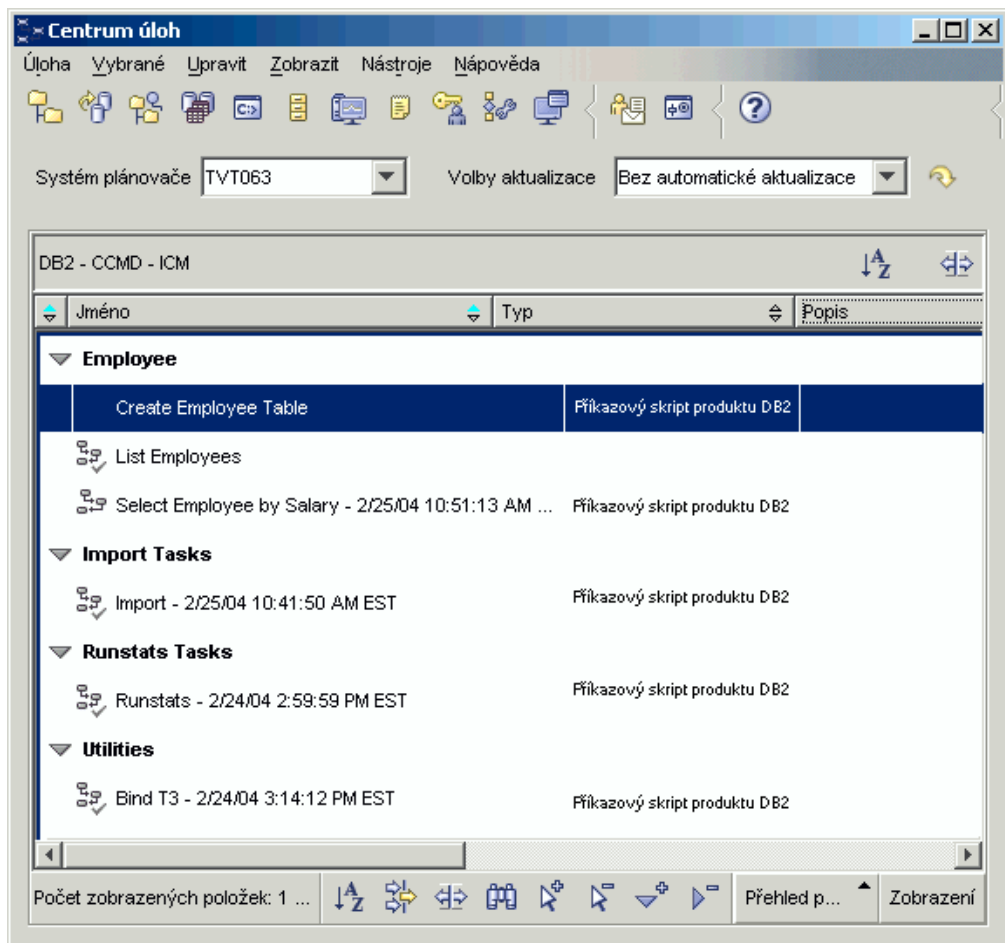 Centrum úloh
Úloha Vybrané Upravit Zobrazit Nástroje Nápověda
C:>
Systém plánovače TVT063 Volby aktualizace Bez automatické aktualizace
DB2 - CCMD - ICM
Jméno Typ Popis
Employee
Create Employee Table Příkazový skript produktu DB2
List Employees
Select Employee by Salary - 2/25/04 10:51:13 AM ... Příkazový skript produktu DB2
Import Tasks
Import - 2/25/04 10:41:50 AM EST Příkazový skript produktu DB2
Runstats Tasks
Runstats - 2/24/04 2:59:59 PM EST Příkazový skript produktu DB2
Utilities
Bind T3 - 2/24/04 3:14:12 PM EST Příkazový skript produktu DB2
Počet zobrazených položek: 1 ... Přehled p... Zobrazení